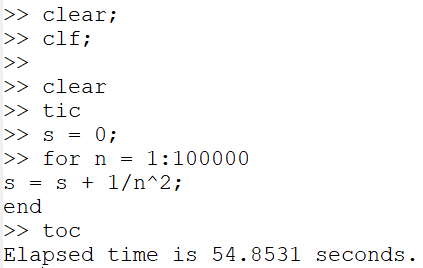 >> clear;
>> clf;
>>
>> clear
>> tic
>> s = 0;
>> for n = 1:100000
s = s + 1/n^2;
end
>> toc
Elapsed time is 54.8531 seconds.